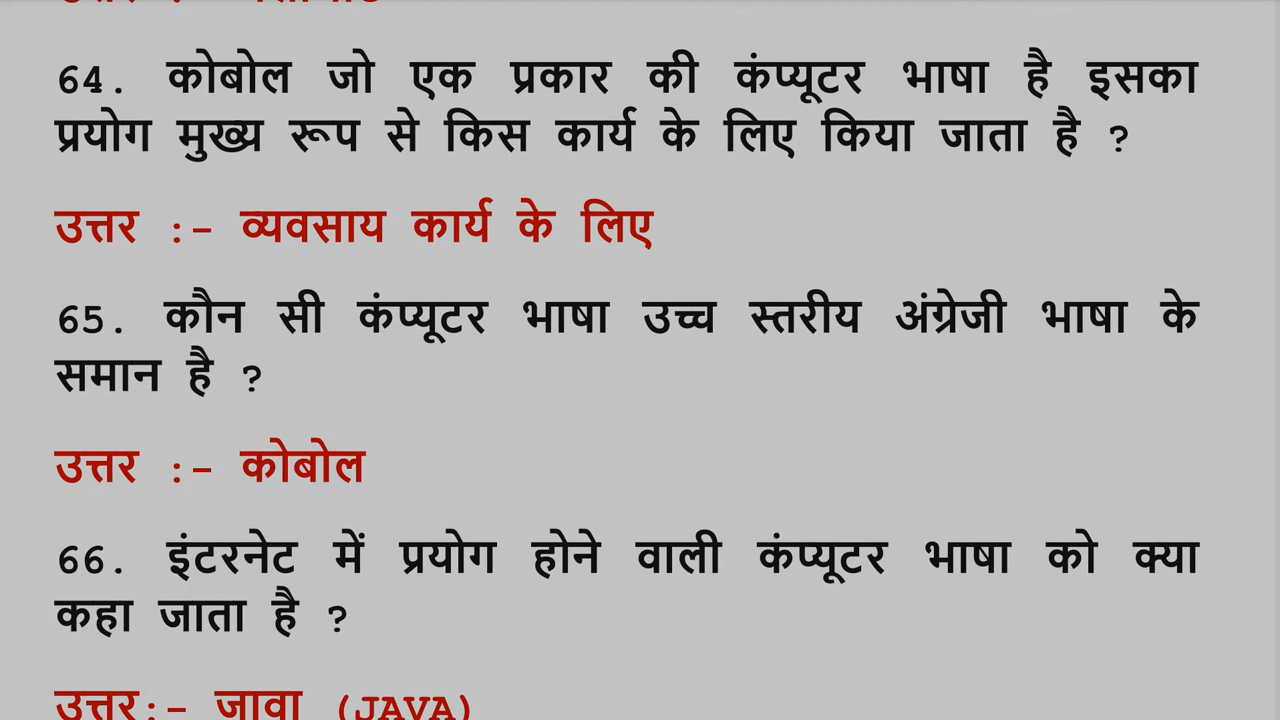 64. कोबोल जो एक प्रकार की कंप्यूटर भाषा है इसका
प्रयोग मुख्य रूप से किस कार्य के लिए किया जाता है ?
उत्तर :- व्यवसाय कार्य के लिए
65. कौन सी कंप्यूटर भाषा उच्च स्तरीय अंग्रेजी भाषा के
समान है ?
उत्तर :- कोबोल
66. इंटरनेट में प्रयोग होने वाली कंप्यूटर भाषा को क्या
कहा जाता है ?
उत्तर:- जावा (JAVA)